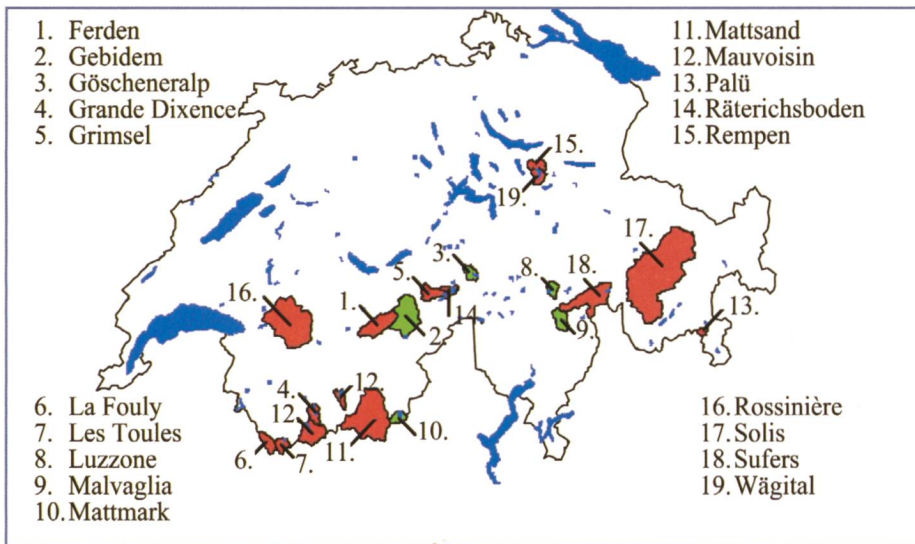 1. Ferden
2. Gebidem
3. Göscheneralp
4. Grande Dixence
5. Grimsel
11. Mattsand
12. Mauvoisin
13. Palü
14. Räterichsboden
15. Rempen
15.
19.
17.
3.
8.
18.
5.
16.
1.
14
2.
9.
13.
4.
12.
12.
10.
6.
7.
11.
6. La Fouly
7. Les Toules
8. Luzzone
9. Malvaglia
10. Mattmark
16. Rossinière
17. Solis
18. Sufers
19. Wägital